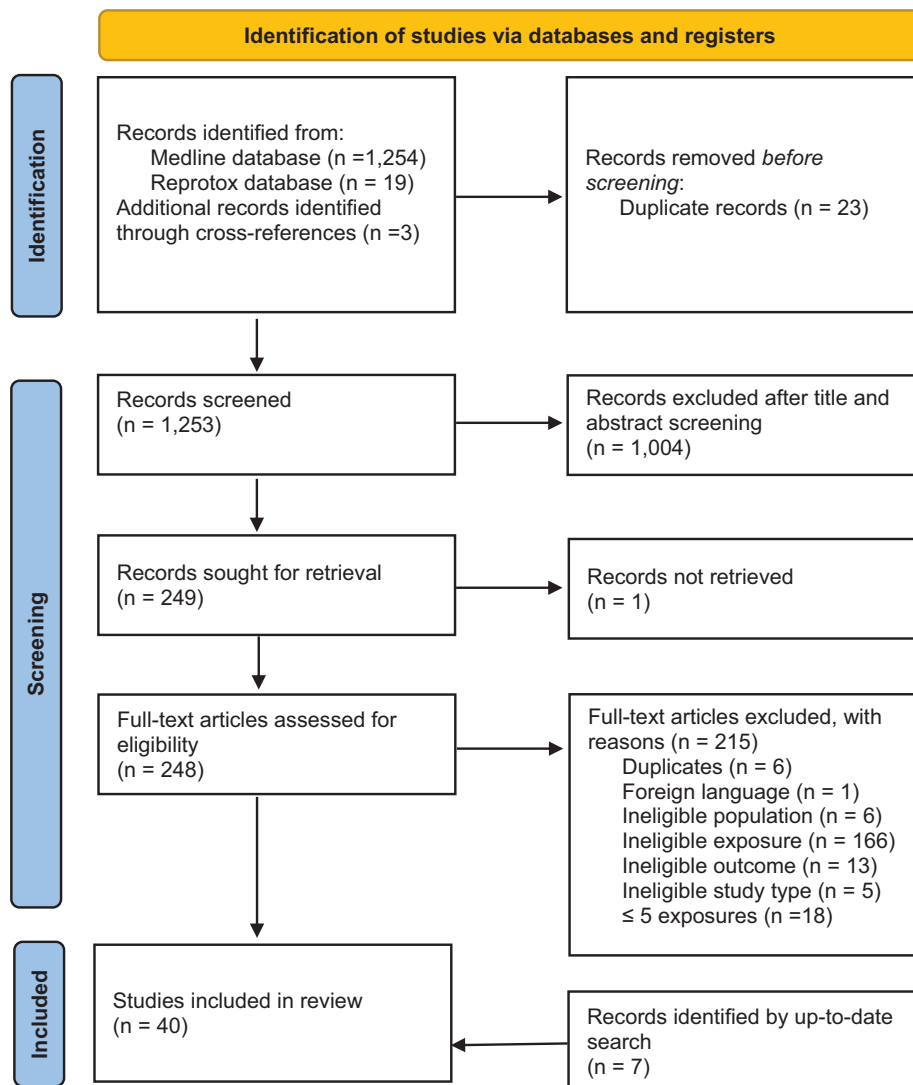 Identification of studies via databases and registers
Identification
Records identified from:
Medline database (n =1,254)
Reprotox database (n = 19)
Additional records identified
through cross-references (n =3)
Records removed before
screening:
Duplicate records (n = 23)
Screening
Records screened
(n = 1,253)
Records excluded after title and
abstract screening
(n = 1,004)
Records sought for retrieval
(n = 249)
Records not retrieved
(n = 1)
Full-text articles assessed for
eligibility
(n = 248)
Full-text articles excluded, with
reasons (n = 215)
Duplicates (n = 6)
Foreign language (n = 1)
Ineligible population (n = 6)
Ineligible exposure (n = 166)
Ineligible outcome (n = 13)
Ineligible study type (n = 5)
≤ 5 exposures (n =18)
Included
Studies included in review
(n = 40)
Records identified by up-to-date
search
(n = 7)